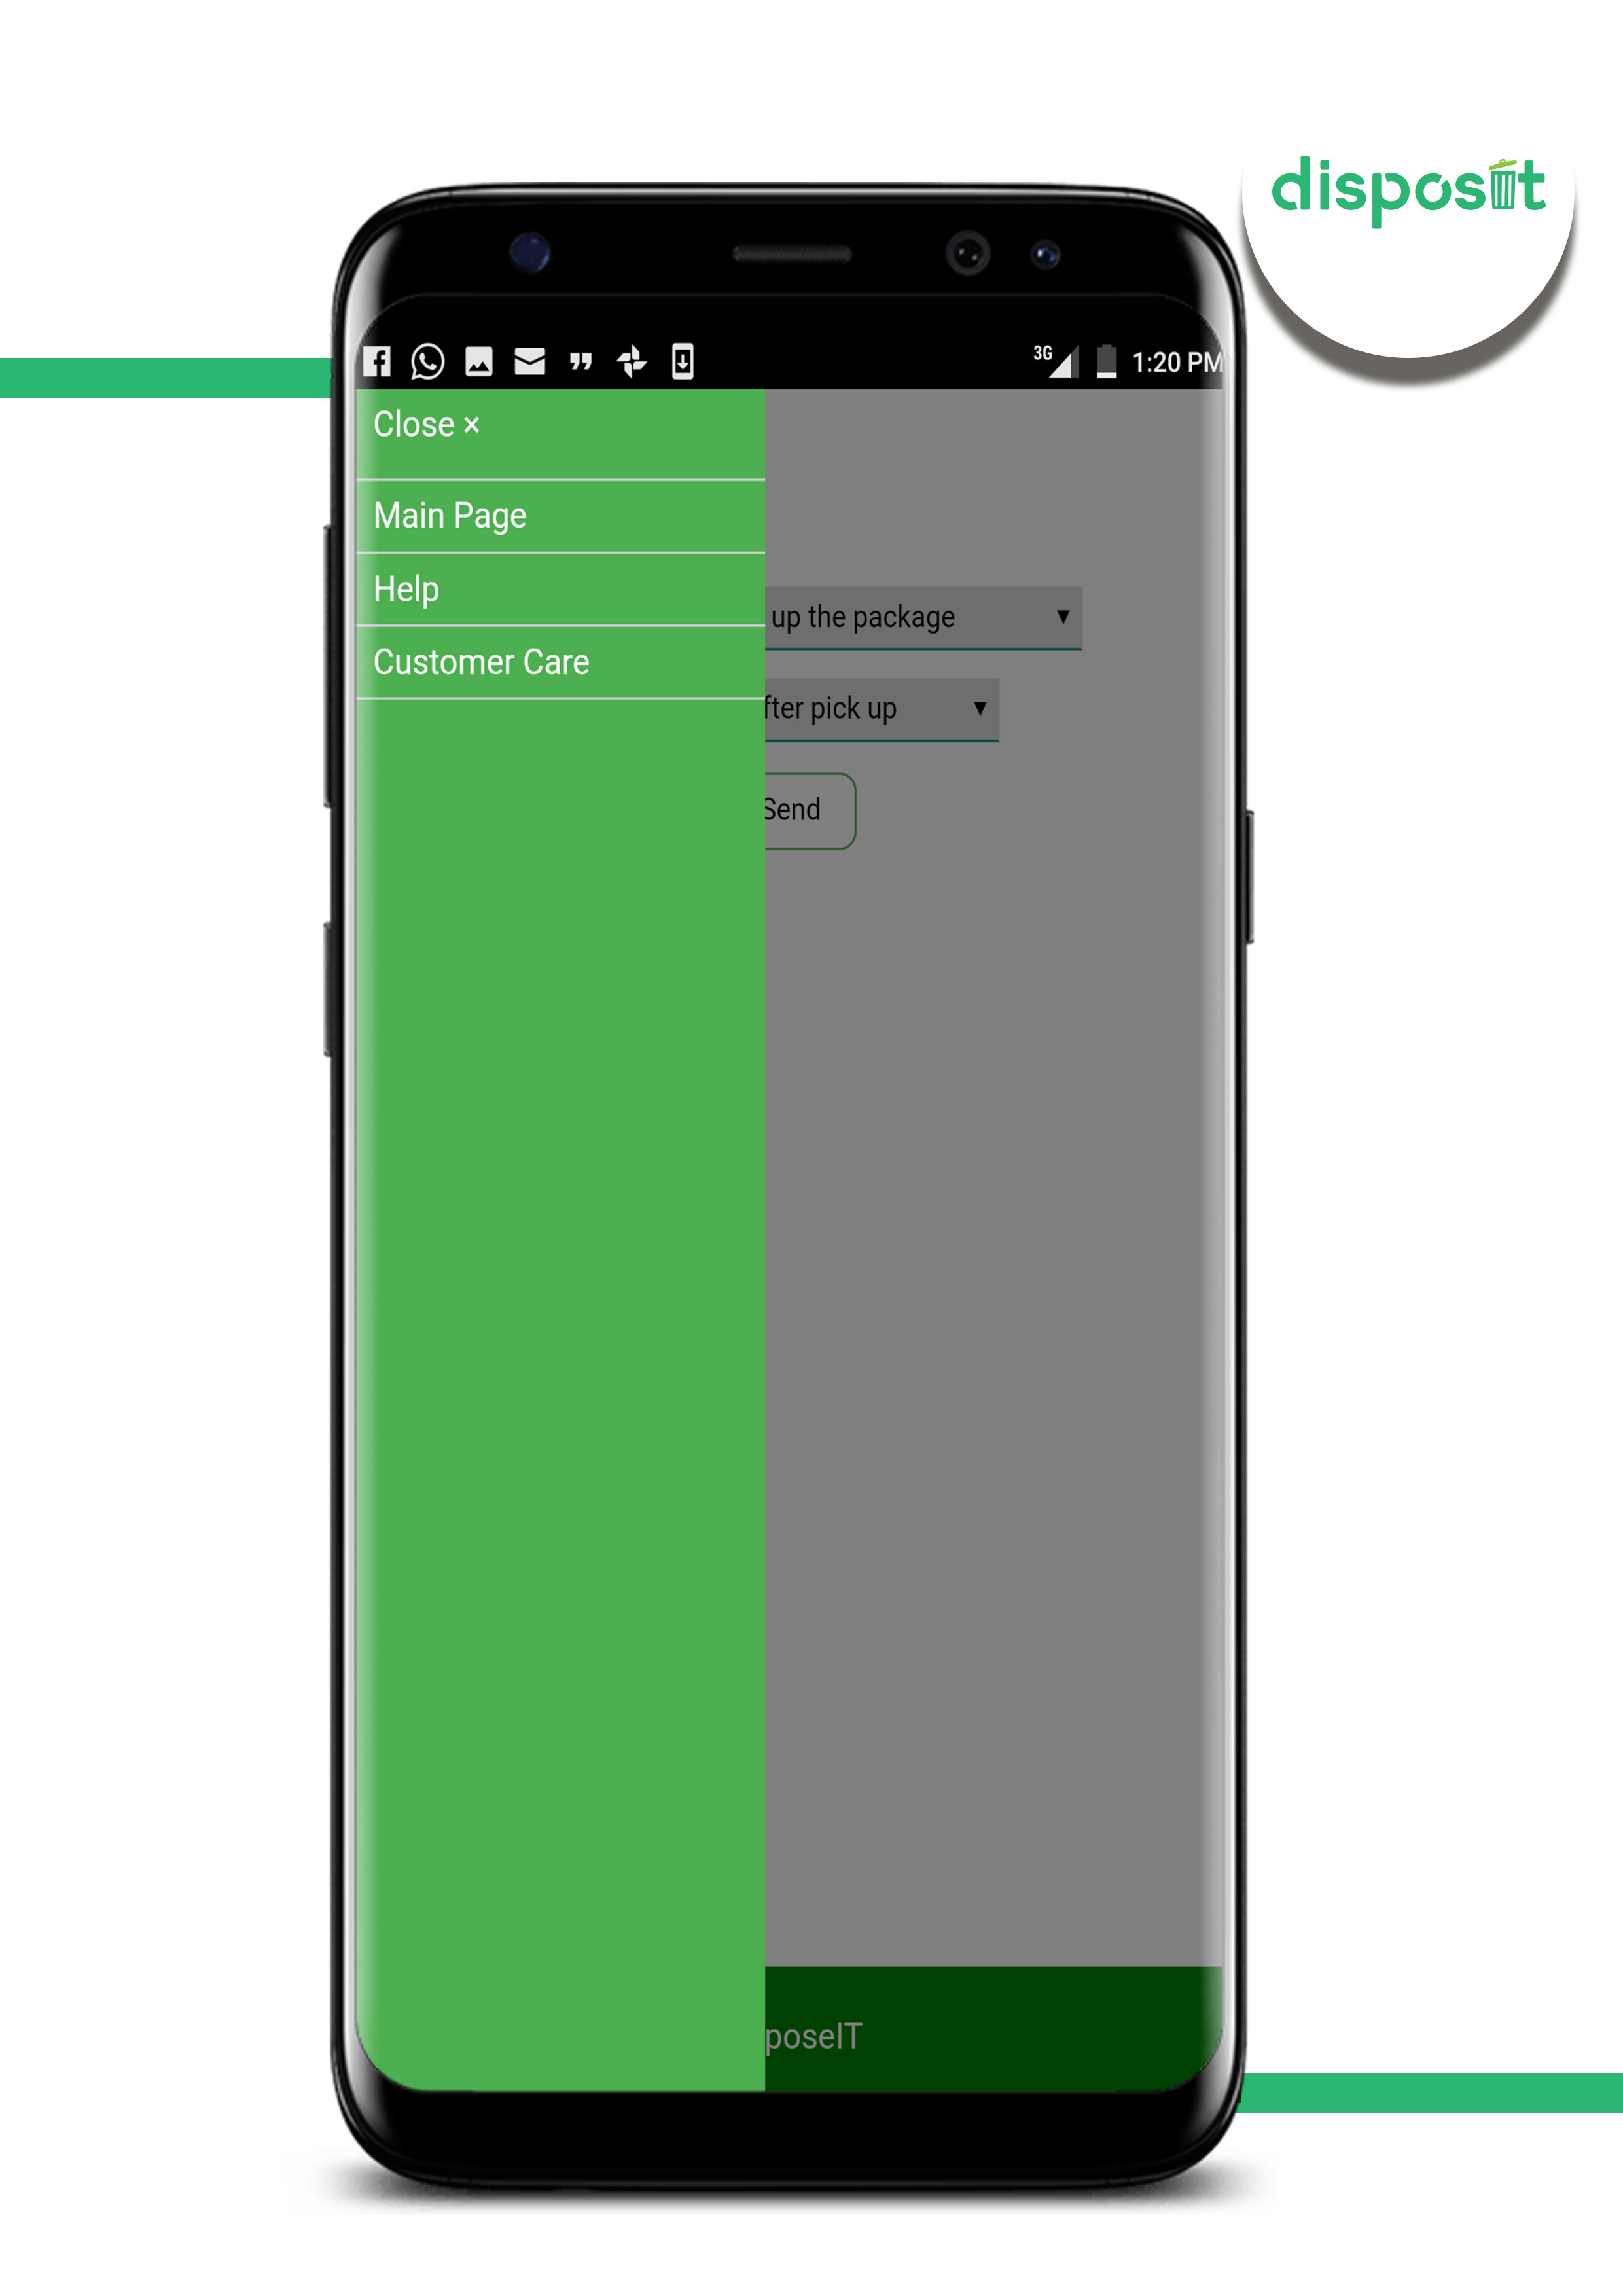 disposit
3G 1:20 PM
Close ×
Main Page
Help
Customer Care
up the package ▼
fter pick up ▼
Send
poseIT